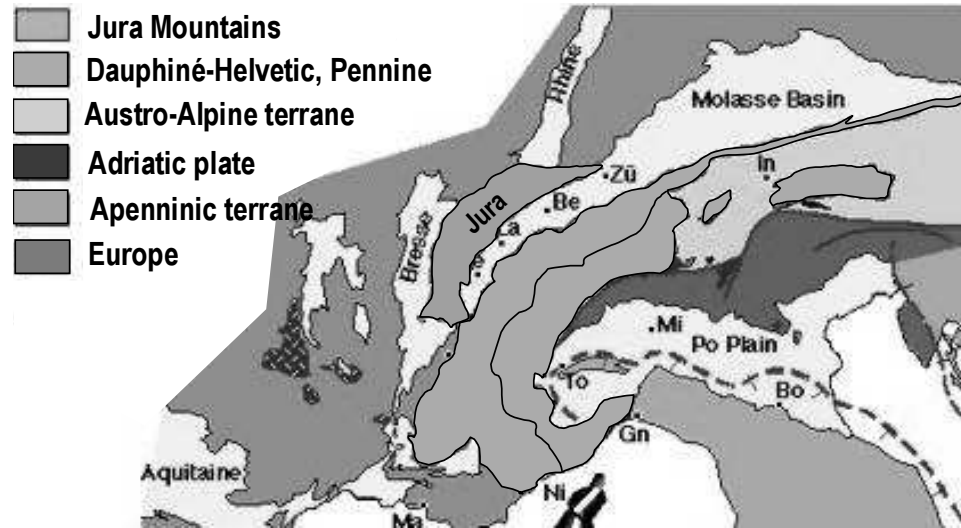 Jura Mountains
Dauphiné-Helvetic, Pennine
Austro-Alpine terrane
Adriatic plate
Apenninic terrane
Europe
Rhine
Molasse Basin
In
Zü
Be
Jura
La
Bresse
Mi
Po Plain
To
Bo
Gn
Aquitaine
Ni
Ma